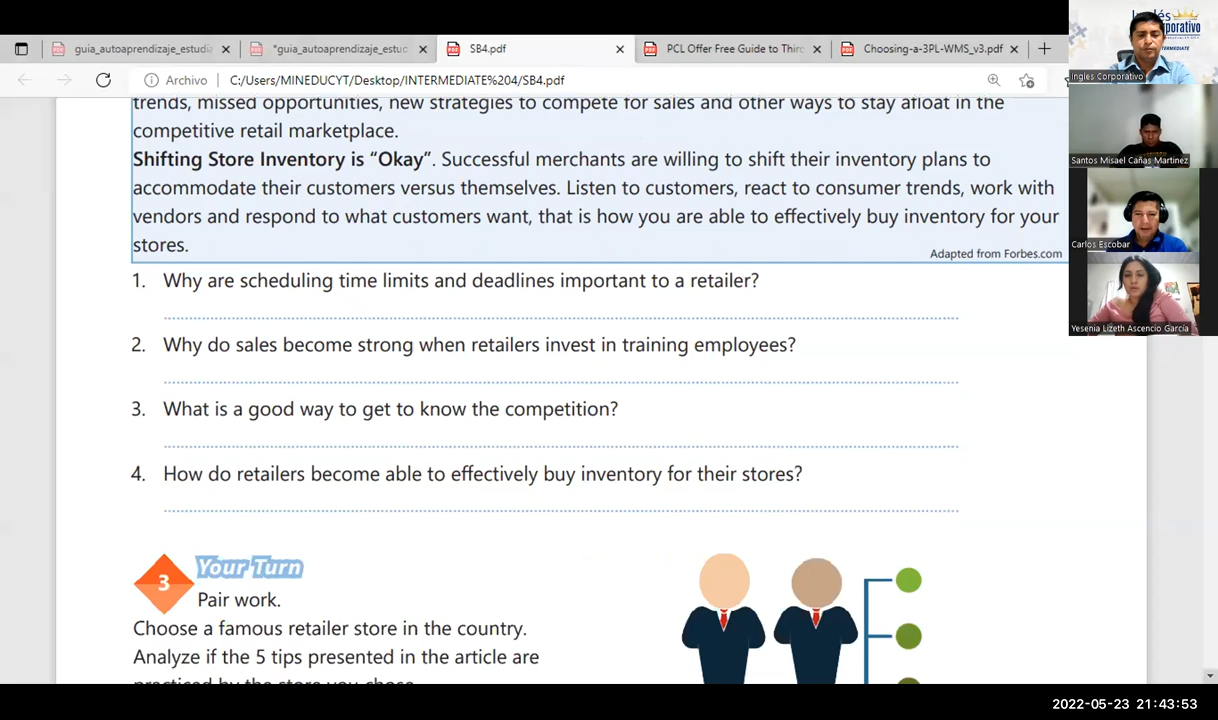 guia_autoaprendizaje_estudia
*guia_autoaprendizaje_estud
SB4.pdf
PCL Offer Free Guide to Thirc
Choosing-a-3PL-WMS_v3.pdf
Archivo
C:/Users/MINEDUCYT/Desktop/INTERMEDIATE%204/SB4.pdf
trends, missed opportunities, new strategies to compete for sales and other ways to stay afloat in the
competitive retail marketplace.
Shifting Store Inventory is “Okay”. Successful merchants are willing to shift their inventory plans to
accommodate their customers versus themselves. Listen to customers, react to consumer trends, work with
vendors and respond to what customers want, that is how you are able to effectively buy inventory for your
stores.
Adapted from Forbes.com
1. Why are scheduling time limits and deadlines important to a retailer?
2. Why do sales become strong when retailers invest in training employees?
3. What is a good way to get to know the competition?
4. How do retailers become able to effectively buy inventory for their stores?
3
Your Turn
Pair work.
Choose a famous retailer store in the country.
Analyze if the 5 tips presented in the article are
practiced by the store you chose.
Ingles Corporativo
Santos Misael Cañas Martinez
Carlos Escobar
Yesenia Lizeth Ascencio García
2022-05-23 21:43:53